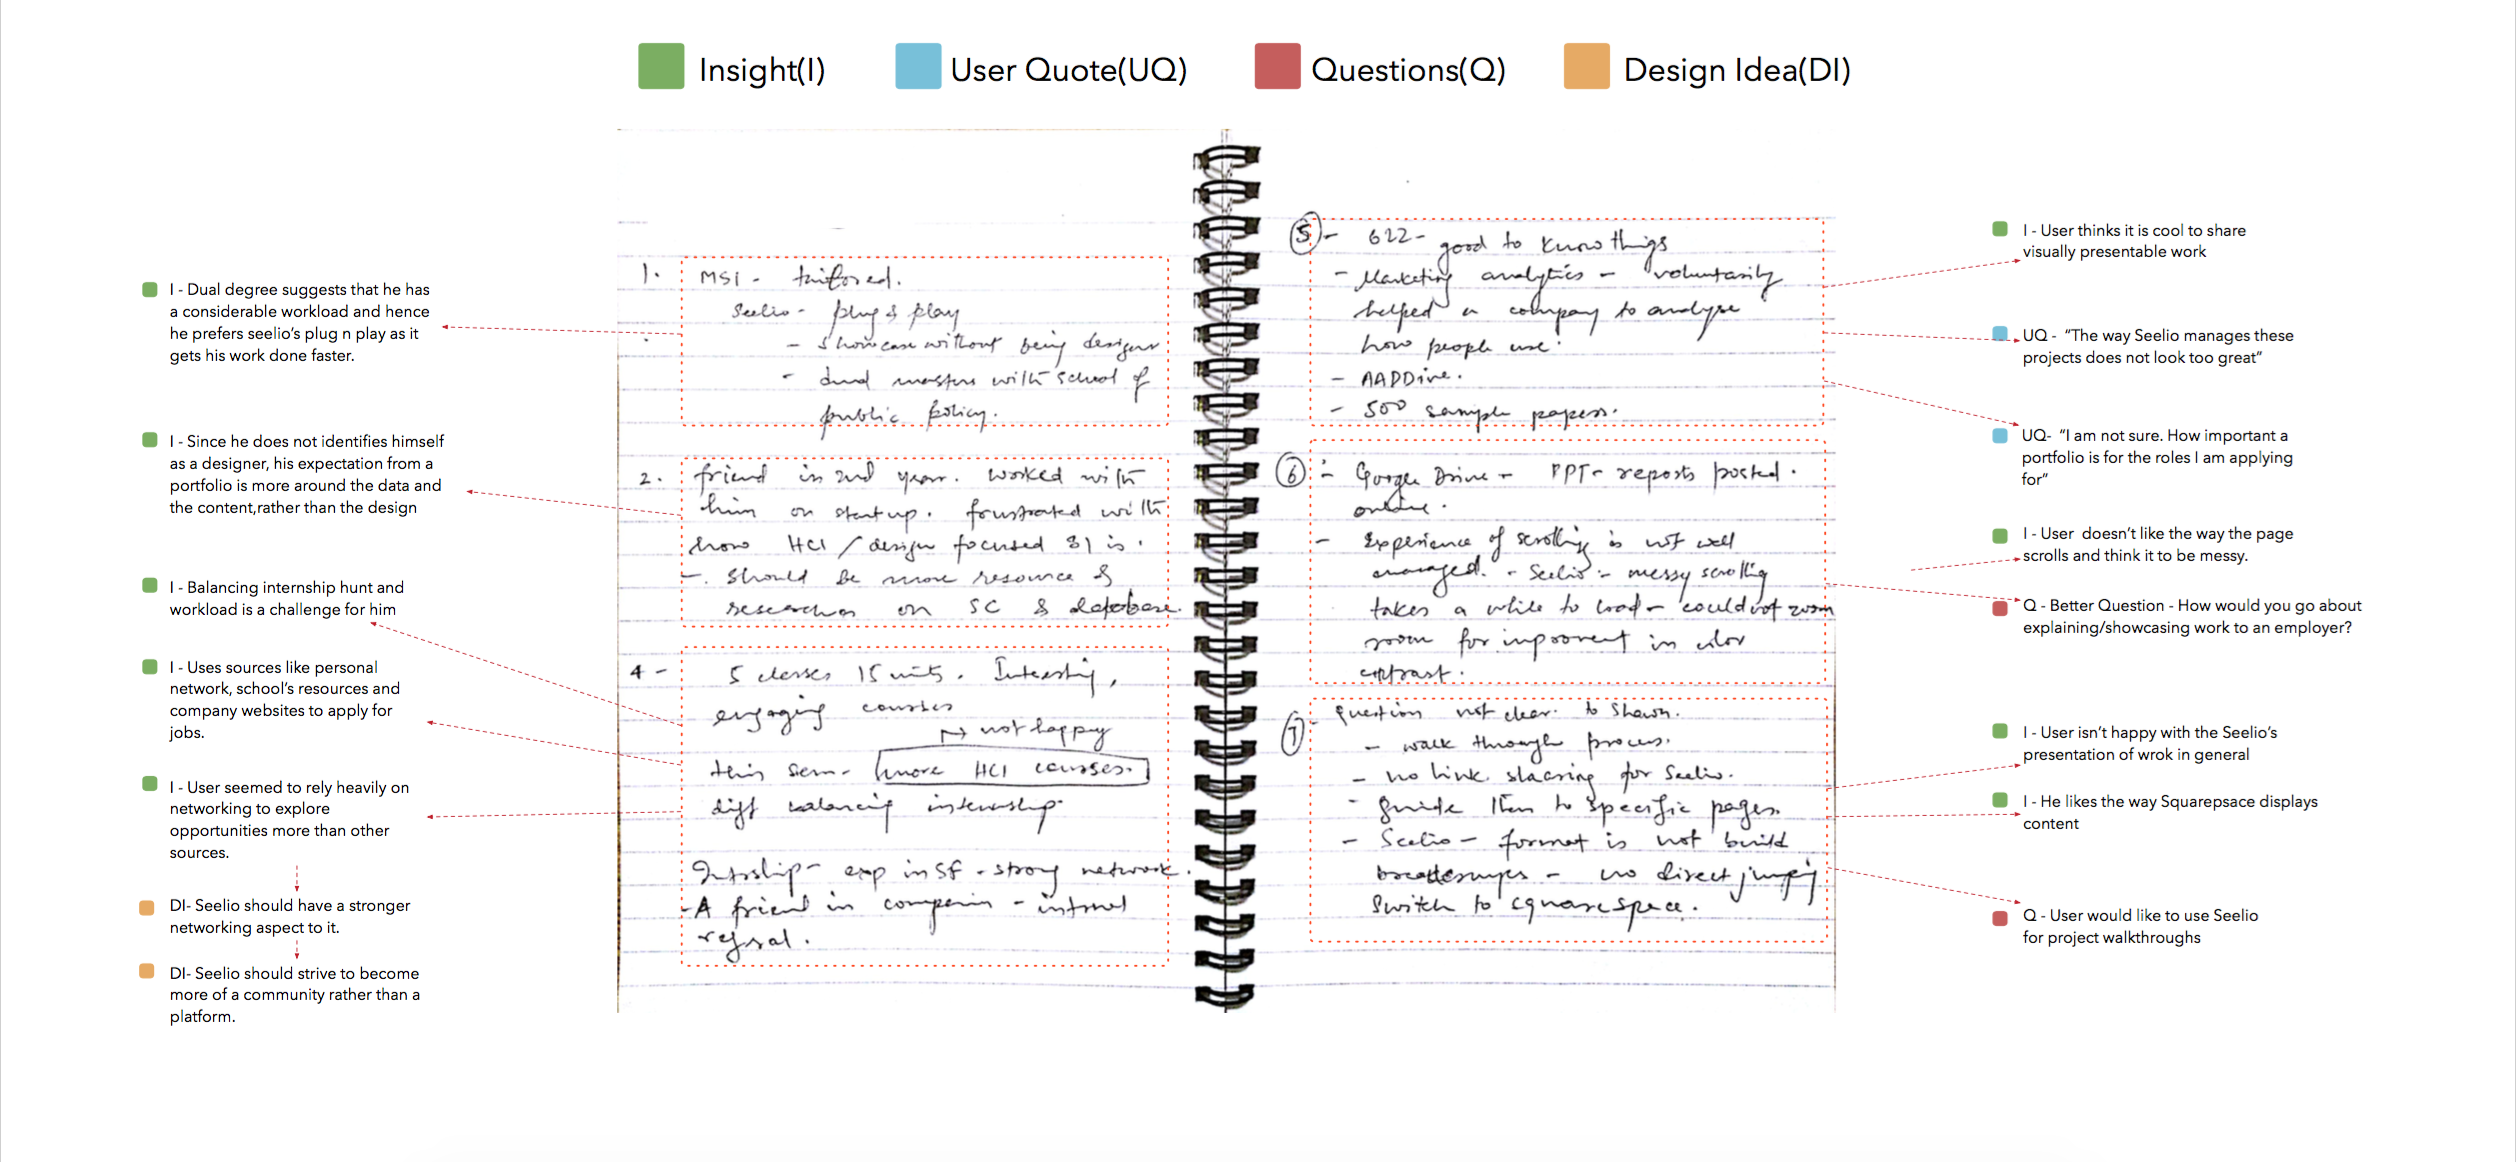 Insight(I)
User Quote(UQ)
Questions(Q)
Design Idea(DI)
I - Dual degree suggests that he has
a considerable workload and hence
he prefers seelio's plug n play as it
gets his work done faster.
I - Since he does not identifies himself
as a designer, his expectation from a
portfolio is more around the data and
the content,rather than the design
I - Balancing internship hunt and
workload is a challenge for him
I - Uses sources like personal
network, school's resources and
company websites to apply for
jobs.
I - User seemed to rely heavily on
networking to explore
opportunities more than other
sources.
DI- Seelio should have a stronger
networking aspect to it.
DI- Seelio should strive to become
more of a community rather than a
platform.
1. MSI - tailored.
Seelio - plug & play
- showcase without being designer
- dual masters with school of
public policy.
2. friend in 2nd year. worked with
him on startup. frustrated with
how HCI / design focused SI is.
-. should be more resource &
researches on SC & database.
4 - 5 classes 15 units. Interesting,
engaging courses
→ not happy
this sem- more HCI courses.
diff balancing internship
Intrship - exp in SF - strong network.
- A friend in - internal
5 - 622 - good to know things
- Marketing analytics - voluntarily
helped a company to analyse
how people use.
- AAPDive.
- 500 sample papers.
6 - Google Drive - PPT - reports posted.
online.
- Experience of scrolling is not well
managed. - Seelio - messy scrolling
takes a while to load - could not zoom
room for improvment in color
contrast.
7 - question not clear. to Shawn.
- walk through process.
- no link sharing for Seelio.
- guide them to specific pages.
- Seelio - format is not build
- no direct jumping
switch to squarespace.
I - User thinks it is cool to share
visually presentable work
UQ - "The way Seelio manages these
projects does not look too great"
UQ- "I am not sure. How important a
portfolio is for the roles I am applying
for"
I - User doesn't like the way the page
scrolls and think it to be messy.
Q - Better Question - How would you go about
explaining/showcasing work to an employer?
I - User isn't happy with the Seelio's
presentation of wrok in general
I - He likes the way Squarepsace displays
content
Q - User would like to use Seelio
for project walkthroughs